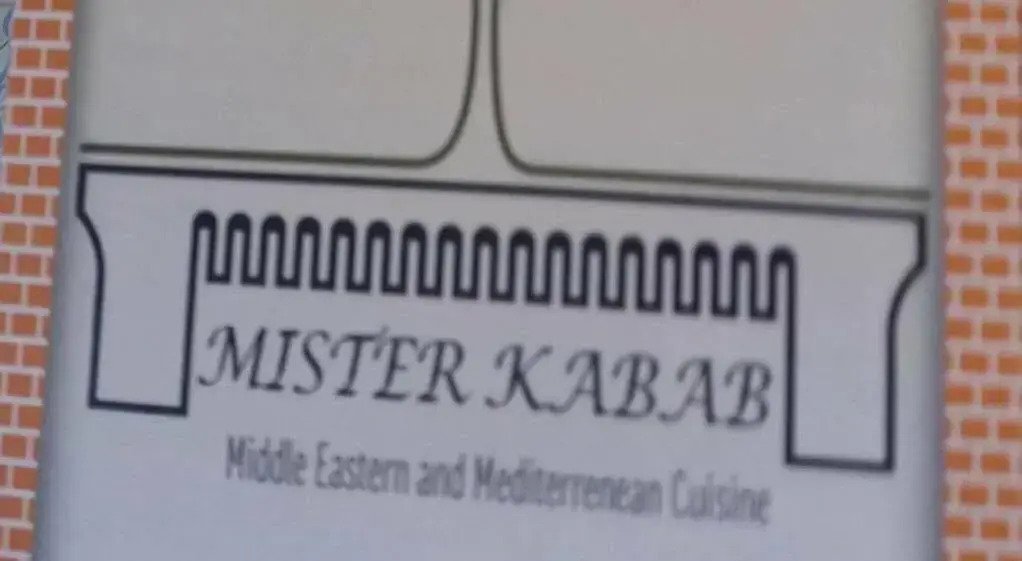 MISTER KABAB
Middle Eastern and Mediterrenean Cuisine